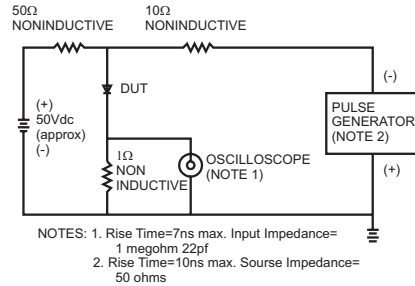 50Ω
NONINDUCTIVE
10Ω
NONINDUCTIVE
DUT
(+)
50Vdc
(approx)
(-)
1Ω
NON
INDUCTIVE
OSCILLOSCOPE
(NOTE 1)
(-)
PULSE
GENERATOR
(NOTE 2)
(+)
NOTES: 1. Rise Time=7ns max. Input Impedance=
1 megohm 22pf
2. Rise Time=10ns max. Sourse Impedance=
50 ohms